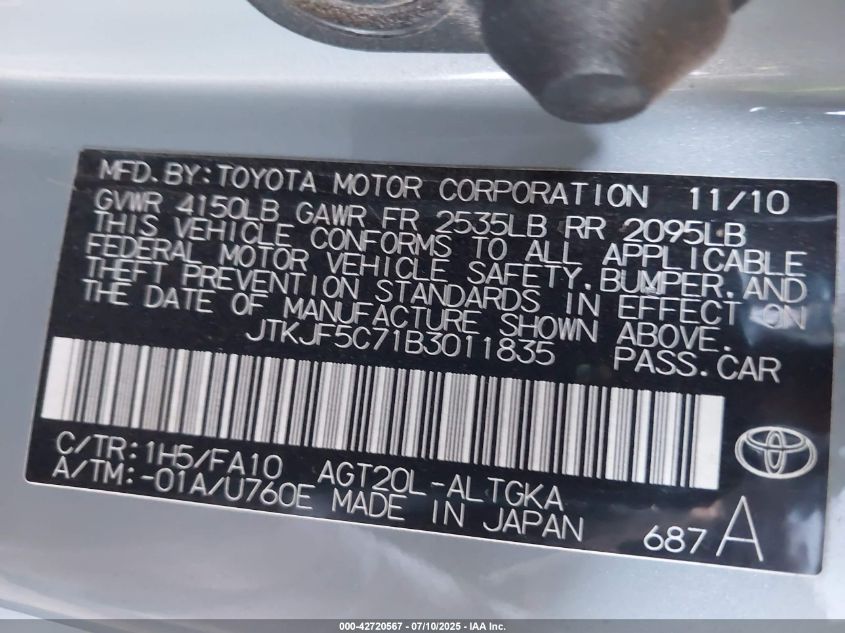 MFD. BY: TOYOTA MOTOR CORPORATION 11/10
GVWR 4150LB GAWR FR 2535LB RR 2095LB
THIS VEHICLE CONFORMS TO ALL APPLICABLE
FEDERAL MOTOR VEHICLE SAFETY, BUMPER, AND
THEFT PREVENTION STANDARDS IN EFFECT ON
THE DATE OF MANUFACTURE SHOWN ABOVE.
JTKJF5C71B3011835 PASS. CAR
C/TR: 1H5/FA10 AGT20L-ALTGKA
A/TM: -01A/U760E MADE IN JAPAN
687 A
000-42720567 - 07/10/2025 - IAA Inc.